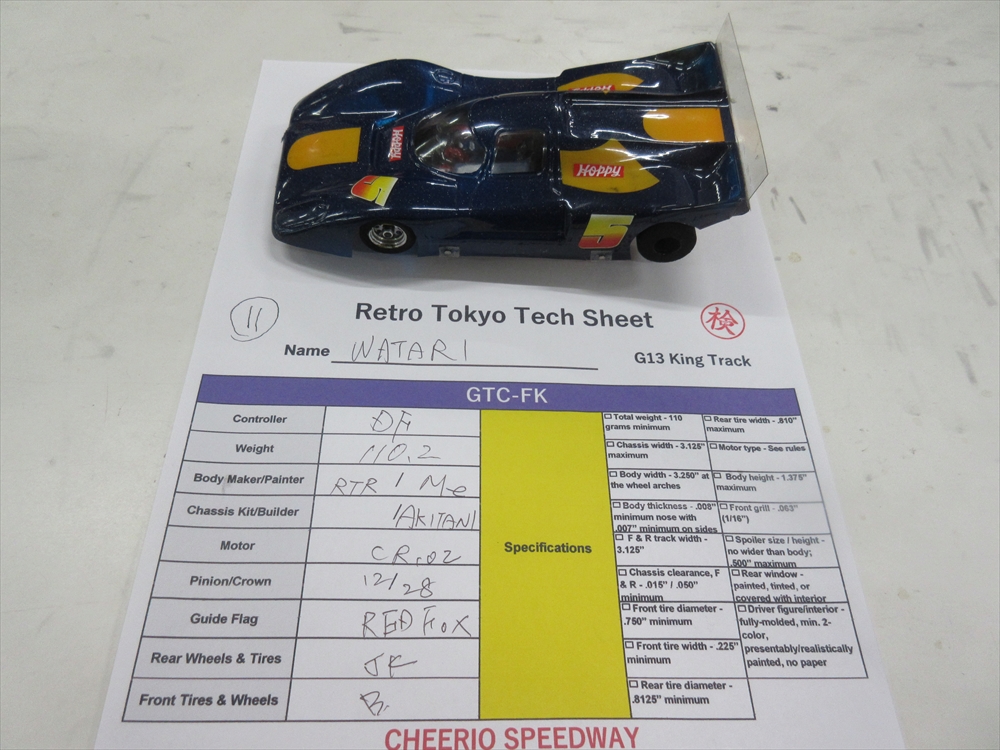 HOPPY
HOPPY
HOPPY
5
5
11
Retro Tokyo Tech Sheet
検
Name WATARI
G13 King Track
GTC-FK
Controller DF
Weight 110.2
Body Maker/Painter RTR / Me
Chassis Kit/Builder /AKITANI
Motor
Pinion/Crown 12/28
Guide Flag RED FOX
Rear Wheels & Tires JK
Front Tires & Wheels
Specifications
☐ Total weight - 110
grams minimum
☐ Rear tire width - .810"
maximum
☐ Chassis width - 3.125"
maximum
☐ Motor type - See rules
☐ Body width - 3.250" at
the wheel arches
☐ Body height - 1.375"
maximum
☐ Body thickness - .008"
minimum nose with
.007" minimum on sides
☐ Front grill - .063"
(1/16")
☐ F & R track width -
3.125"
☐ Spoiler size / height -
no wider than body;
.500" maximum
☐ Chassis clearance, F
& R - .015" / .050"
minimum
☐ Rear window -
painted, tinted, or
covered with interior
☐ Front tire diameter -
.750" minimum
☐ Driver figure/interior -
fully-molded, min. 2-
color,
presentably/realistically
painted, no paper
☐ Front tire width - .225"
minimum
☐ Rear tire diameter -
.8125" minimum
CHEERIO SPEEDWAY